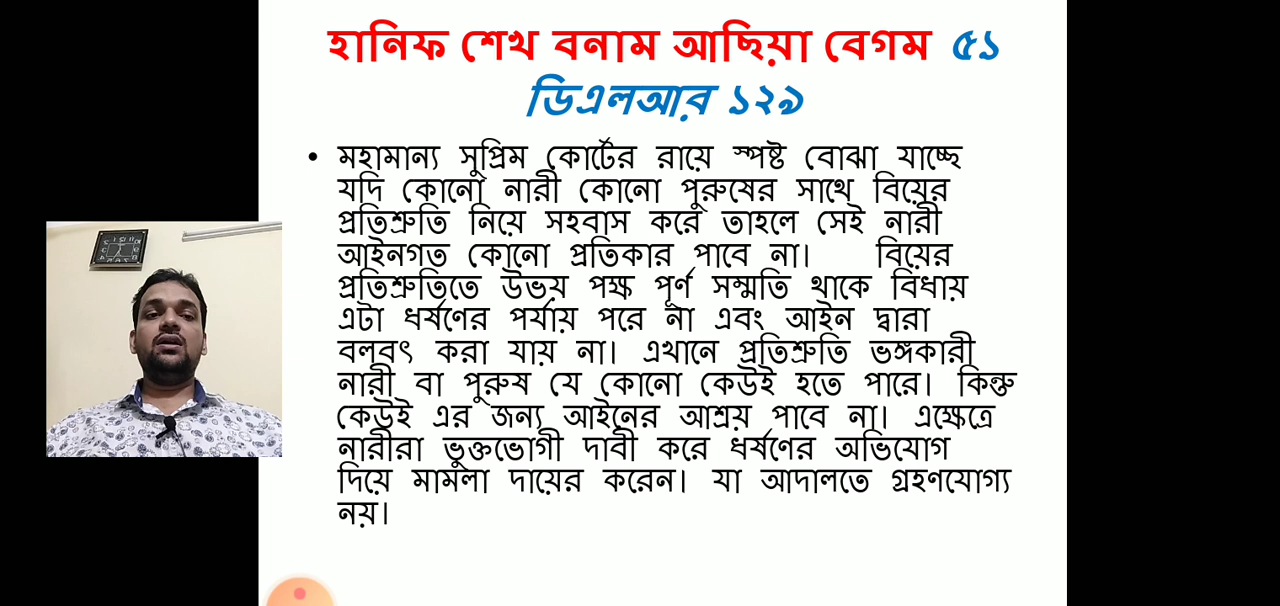 হানিফ শেখ বনাম আছিয়া বেগম ৫১
ডিএলআর ১২৯
• মহামান্য সুপ্রিম কোর্টের রায়ে স্পষ্ট বোঝা যাচ্ছে
যদি কোনো নারী কোনো পুরুষের সাথে বিয়ের
প্রতিশ্রুতি নিয়ে সহবাস করে তাহলে সেই নারী
আইনগত কোনো প্রতিকার পাবে না। বিয়ের
প্রতিশ্রুতিতে উভয় পক্ষ পূর্ণ সম্মতি থাকে বিধায়
এটা ধর্ষণের পর্যায় পরে না এবং আইন দ্বারা
বলবৎ করা যায় না। এখানে প্রতিশ্রুতি ভঙ্গকারী
নারী বা পুরুষ যে কোনো কেউই হতে পারে। কিন্তু
কেউই এর জন্য আইনের আশ্রয় পাবে না। এক্ষেত্রে
নারীরা ভুক্তভোগী দাবী করে ধর্ষণের অভিযোগ
দিয়ে মামলা দায়ের করেন। যা আদালতে গ্রহণযোগ্য
নয়।